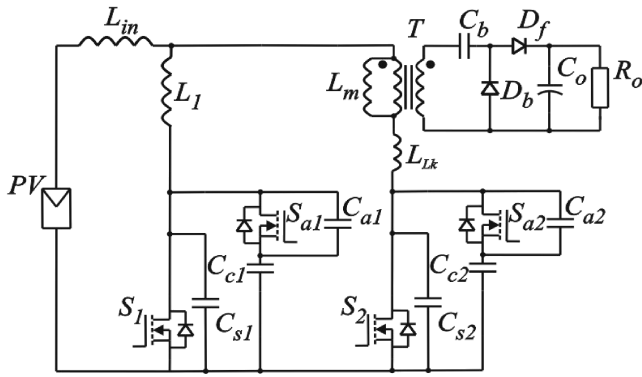 L_in
T
C_b
D_f
L_1
L_m
D_b
C_o
R_o
L_Lk
PV
S_a1
C_a1
S_a2
C_a2
C_c1
C_c2
S_1
C_s1
S_2
C_s2